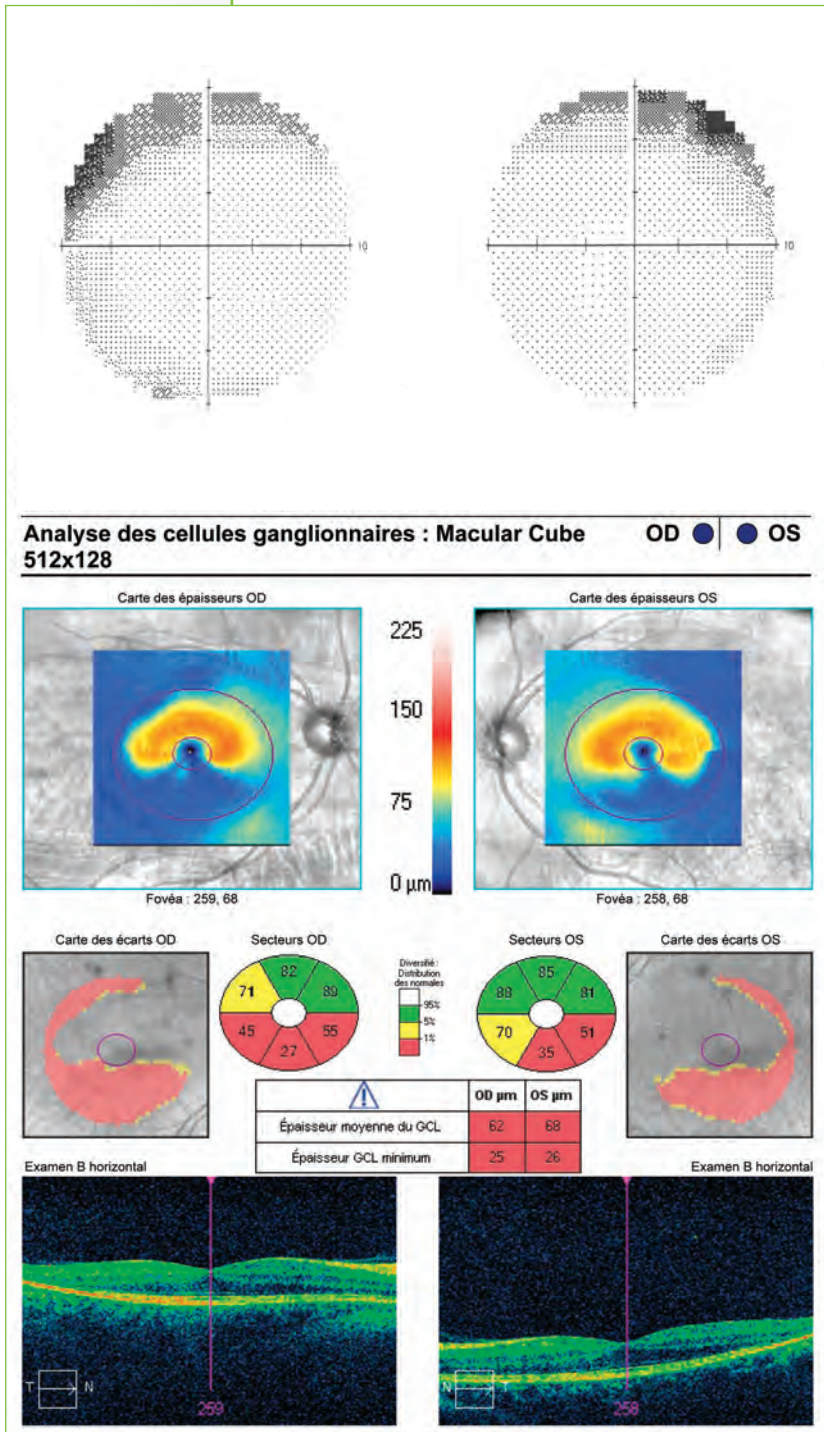 10
10
Analyse des cellules ganglionnaires : Macular Cube 512x128
OD
OS
Carte des épaisseurs OD
Carte des épaisseurs OS
225
150
75
0 µm
Fovéa : 259, 68
Fovéa : 258, 68
Carte des écarts OD
Secteurs OD
Diversifié :
Distribution
des normales
95%
5%
1%
Secteurs OS
Carte des écarts OS
82
71
89
45
55
27
85
88
81
70
51
35
OD µm
OS µm
Épaisseur moyenne du GCL
62
68
Épaisseur GCL minimum
25
26
Examen B horizontal
Examen B horizontal
T
N
259
N
T
258